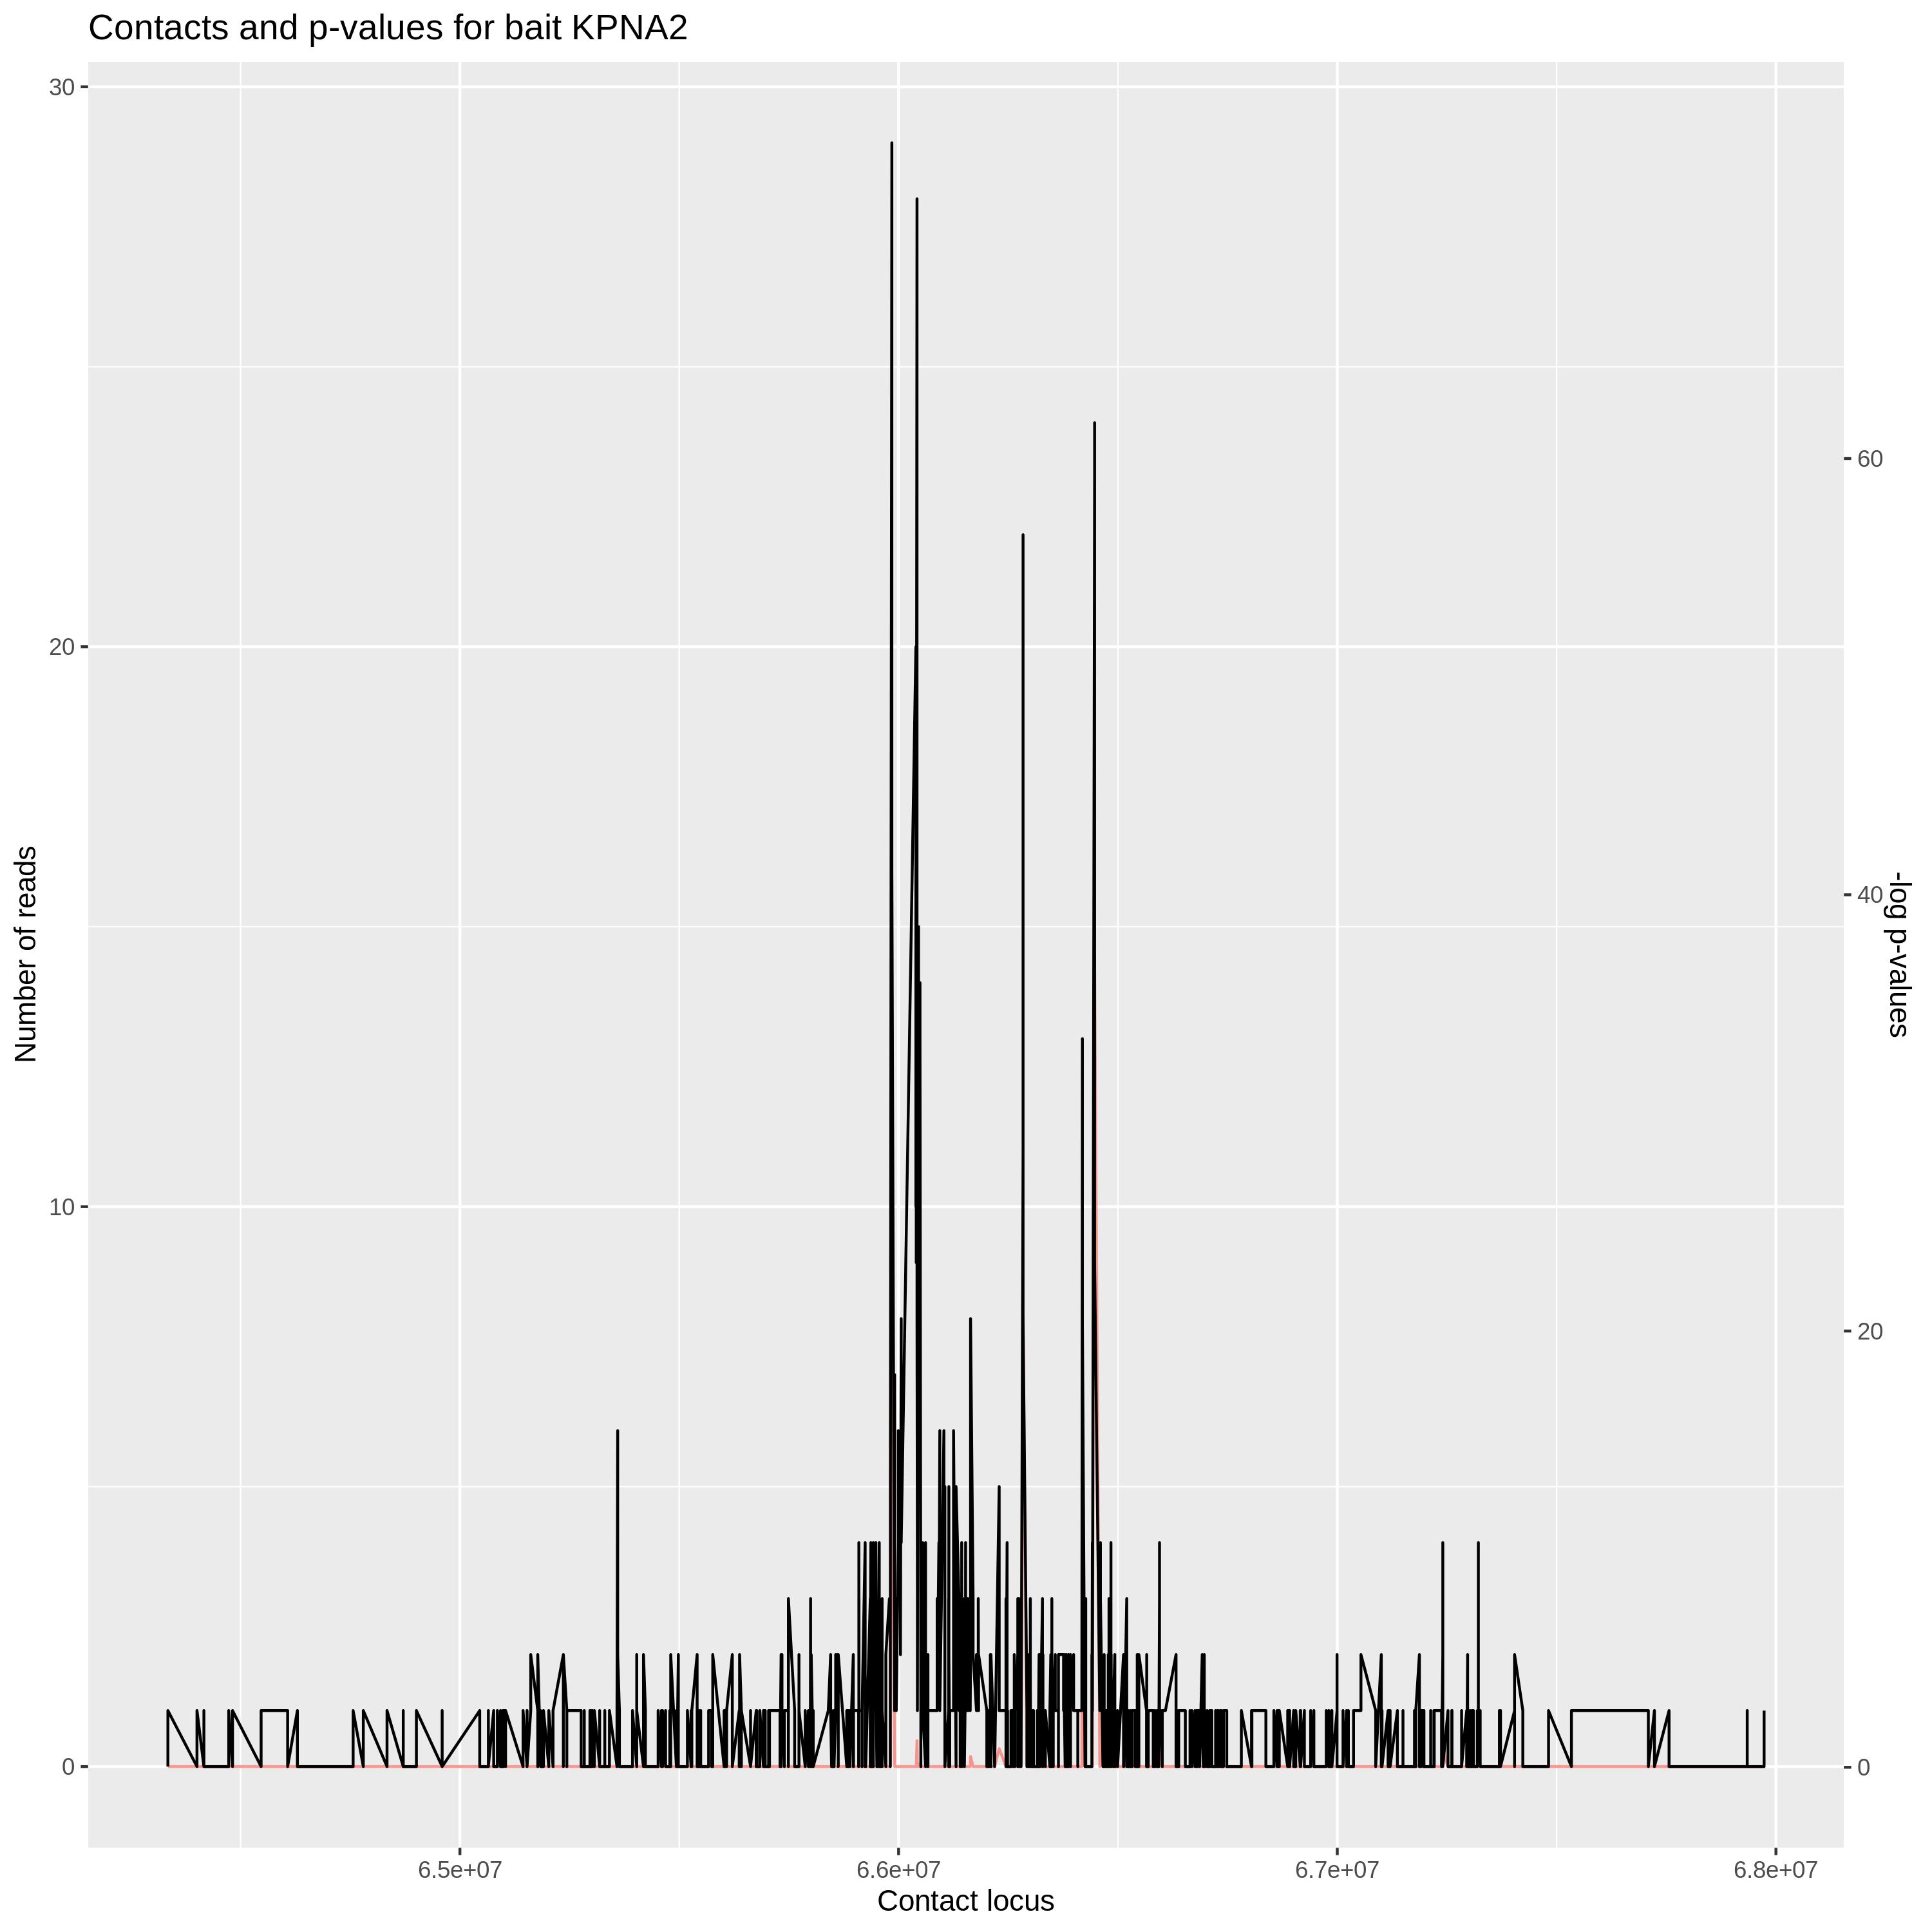 Contacts and p-values for bait KPNA2
30
20
10
0
Number of reads
60
40
20
0
-log p-values
6.5e+07 6.6e+07 6.7e+07 6.8e+07
Contact locus